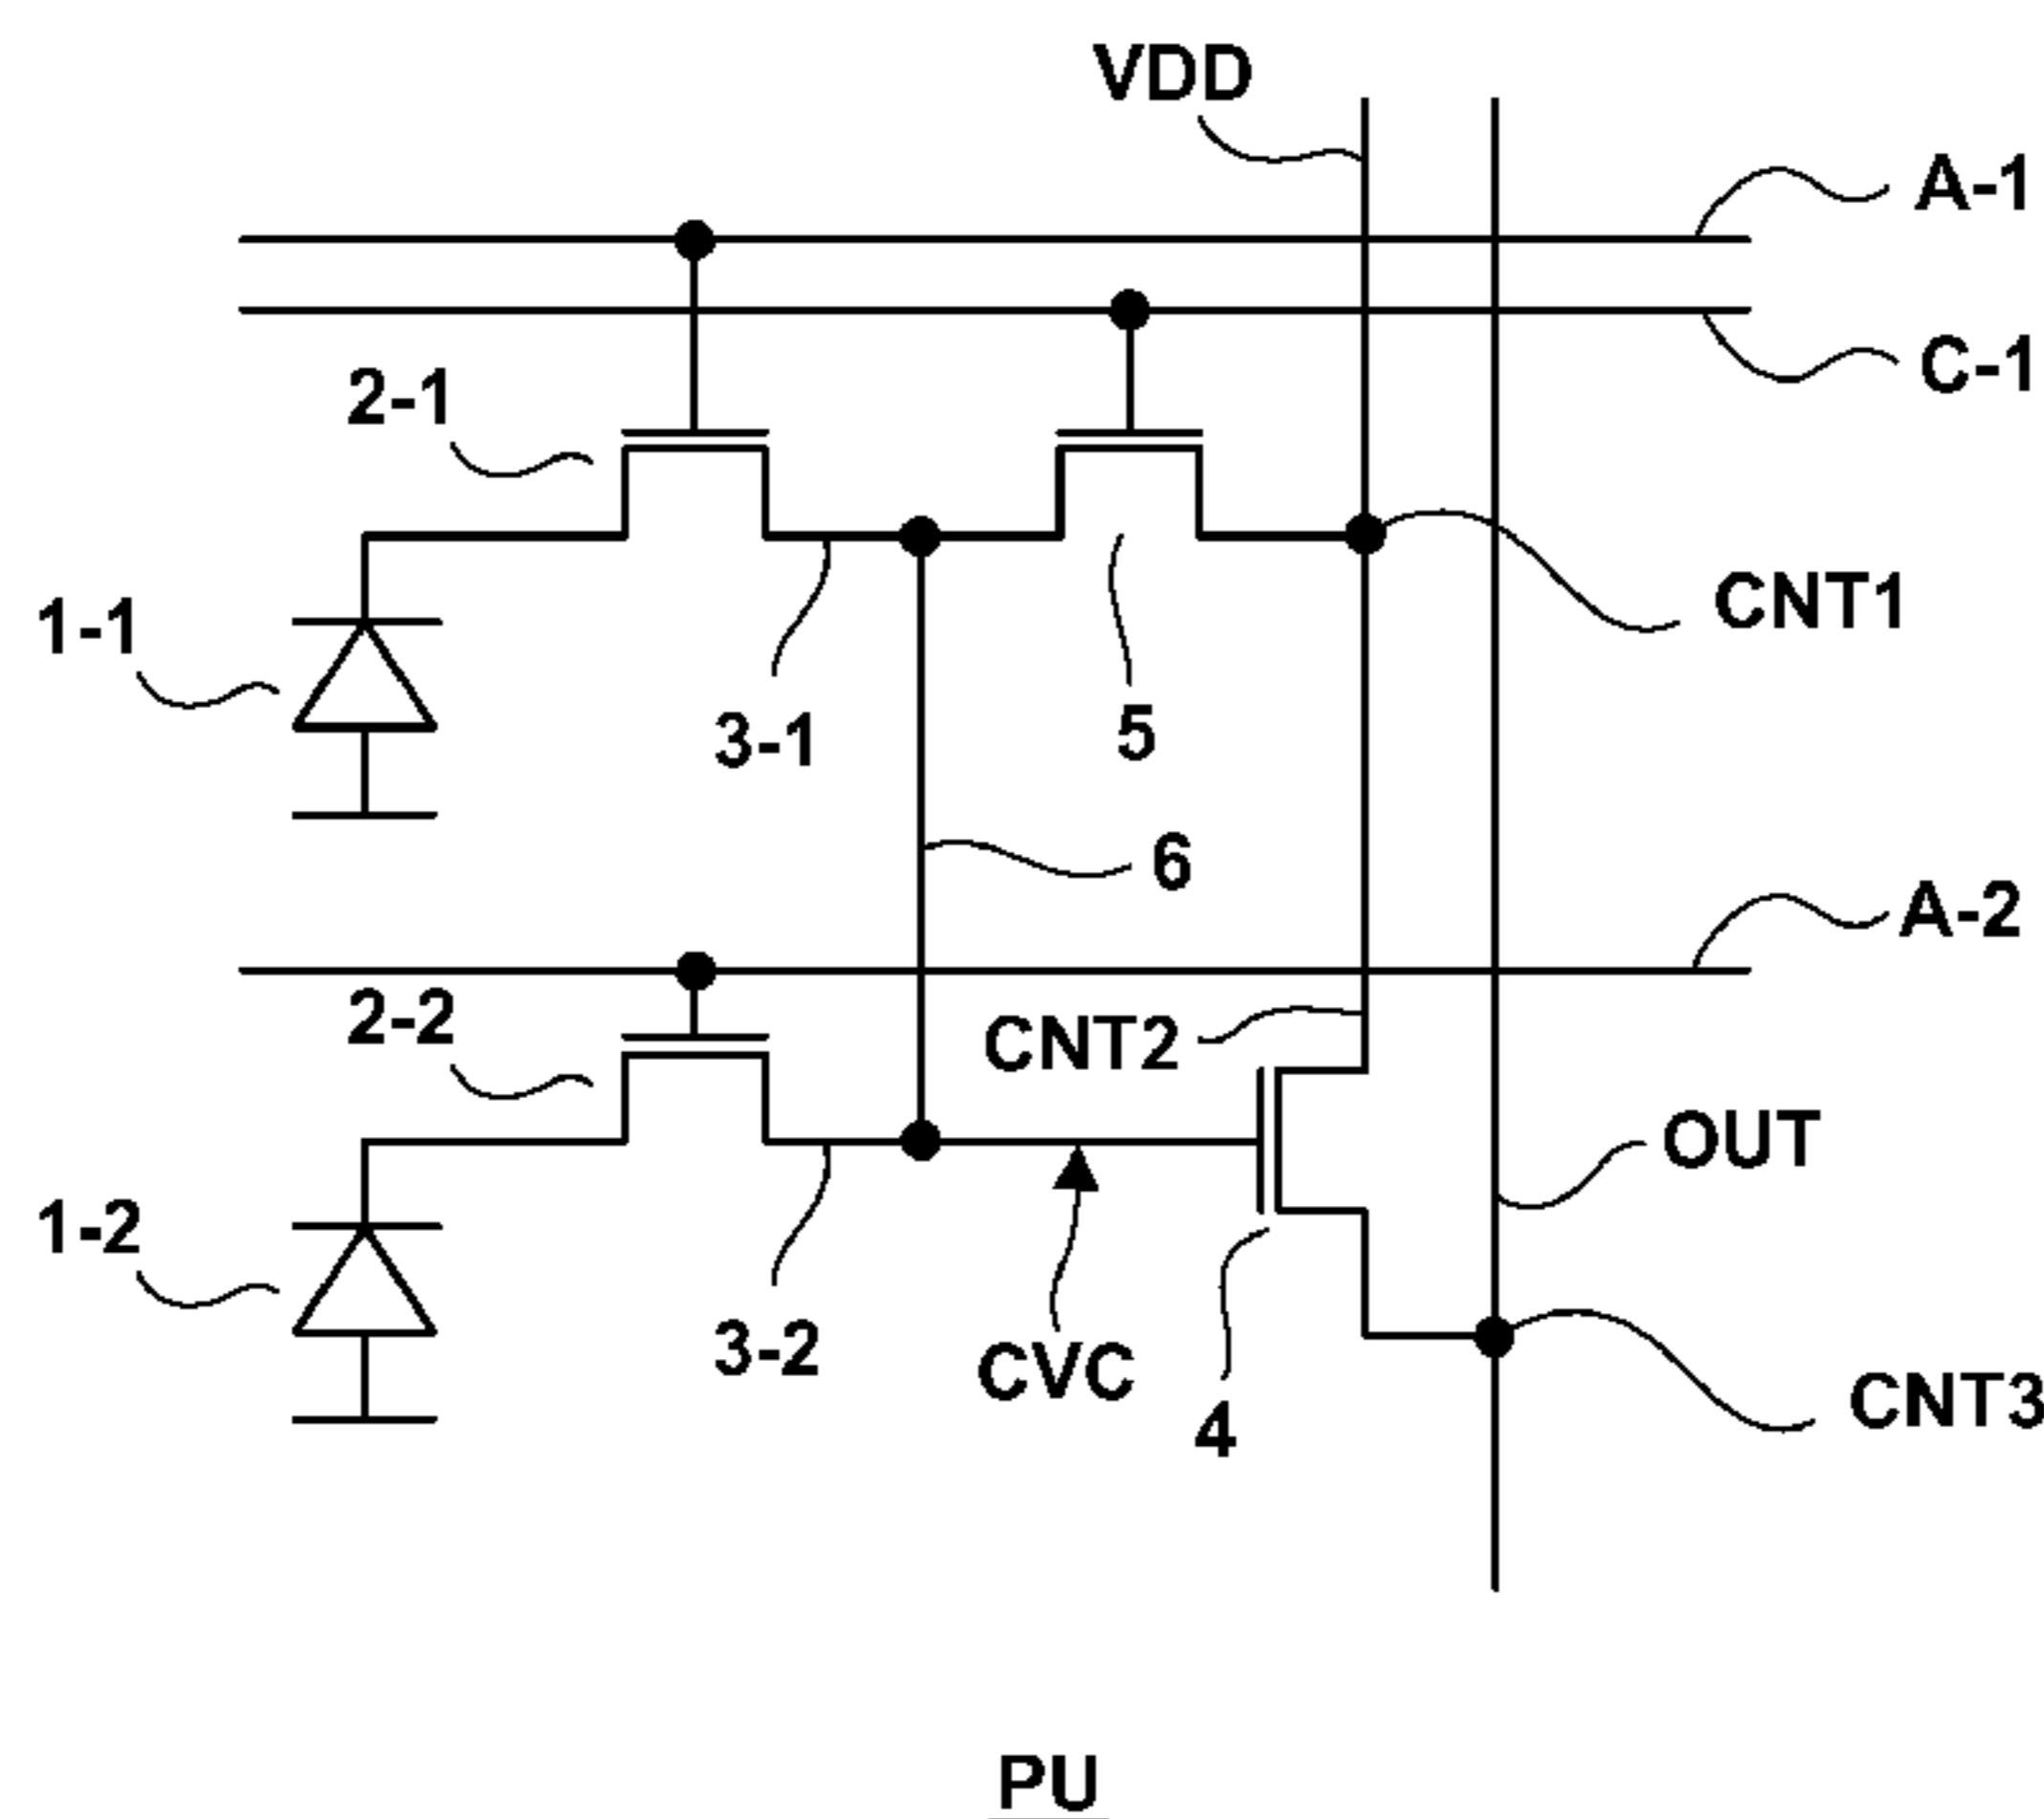 VDD
A-1
C-1
2-1
1-1
CNT1
3-1
5
6
A-2
2-2
CNT2
OUT
1-2
3-2
CVC
4
CNT3
PU